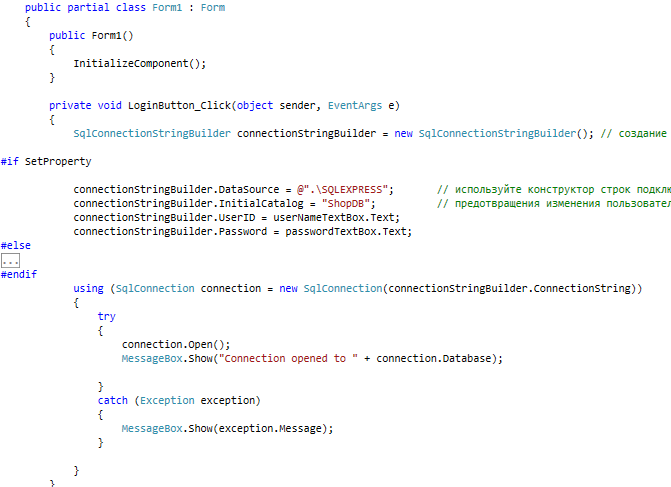 public partial class Form1 : Form
{
public Form1()
{
InitializeComponent();
}
private void LoginButton_Click(object sender, EventArgs e)
{
SqlConnectionStringBuilder connectionStringBuilder = new SqlConnectionStringBuilder(); // создание
#if SetProperty
connectionStringBuilder.DataSource = @".\SQLEXPRESS"; // используйте конструктор строк
connectionStringBuilder.InitialCatalog = "ShopDB"; // предотвращения изменения
connectionStringBuilder.UserID = userNameTextBox.Text;
connectionStringBuilder.Password = passwordTextBox.Text;
#else
...
#endif
using (SqlConnection connection = new SqlConnection(connectionStringBuilder.ConnectionString))
{
try
{
connection.Open();
MessageBox.Show("Connection opened to " + connection.Database);
}
catch (Exception exception)
{
MessageBox.Show(exception.Message);
}
}
}